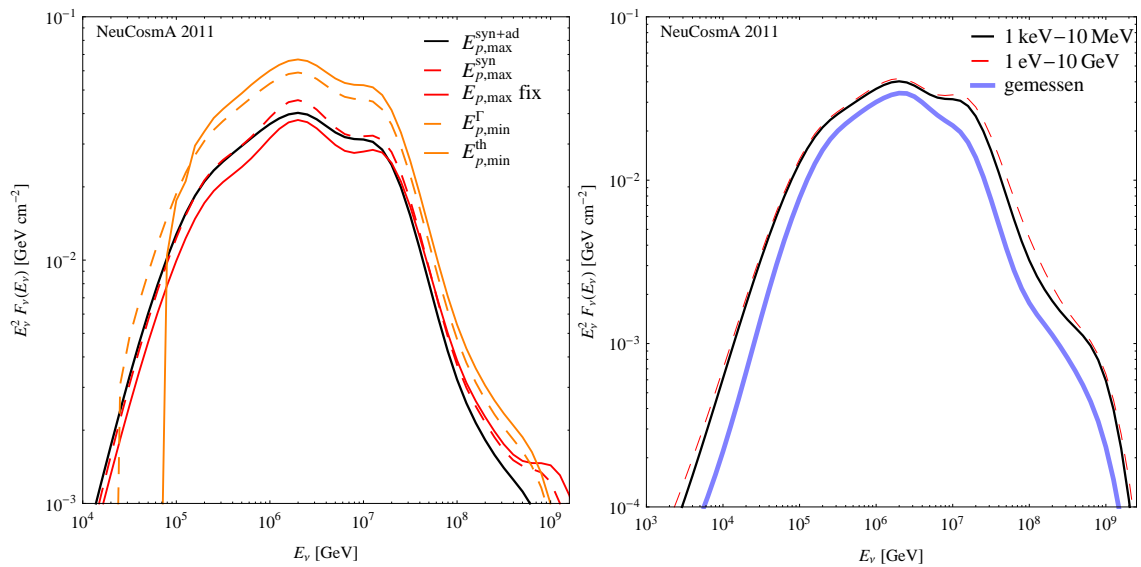 NeuCosmA 2011
E_{p,max}^{syn+ad}
E_{p,max}^{syn}
E_{p,max} fix
E_{p,min}^{Γ}
E_{p,min}^{th}
10^{-1}
10^{-2}
10^{-3}
E_ν^2 F_ν(E_ν) [GeV cm^{-2}]
10^4 10^5 10^6 10^7 10^8 10^9
E_ν [GeV]
NeuCosmA 2011
1 keV−10 MeV
1 eV−10 GeV
gemessen
10^{-1}
10^{-2}
10^{-3}
10^{-4}
E_ν^2 F_ν(E_ν) [GeV cm^{-2}]
10^3 10^4 10^5 10^6 10^7 10^8 10^9
E_ν [GeV]